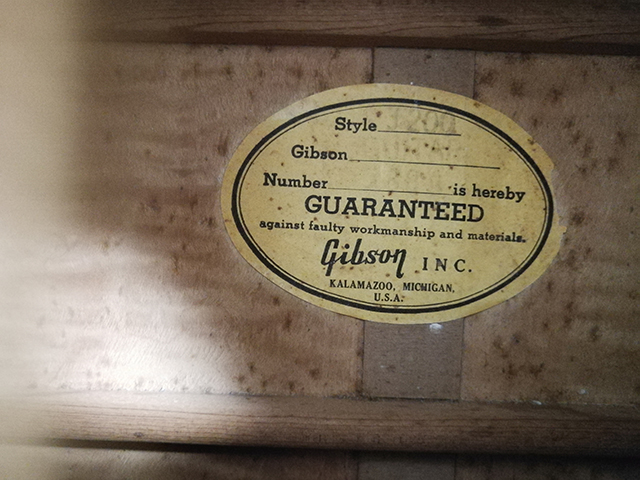 Style
Gibson
Number is hereby
GUARANTEED
against faulty workmanship and materials.
Gibson INC.
KALAMAZOO, MICHIGAN,
U.S.A.